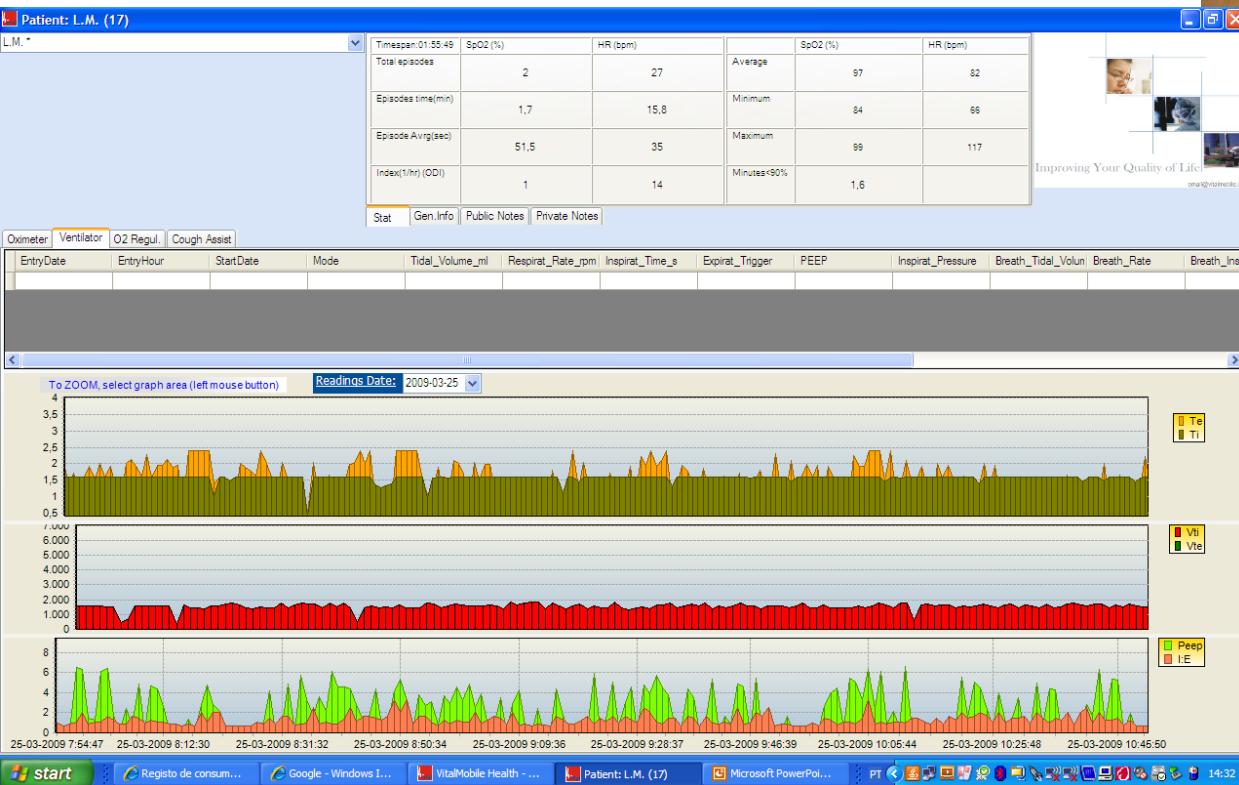 Patient: L.M. (17)
L.M. *
Timespan:01:55:49 SpO2 (%) HR (bpm) SpO2 (%) HR (bpm)
Total episodes 2 27 Average 97 82
Episodes time(min) 1,7 15,8 Minimum 84 66
Episode Avrg(sec) 51,5 35 Maximum 99 117
Index(1/hr) (ODI) 1 14 Minutes<90% 1,6
Improving Your Quality of Life!
Stat Gen.Info Public Notes Private Notes
Oximeter Ventilator O2 Regul. Cough Assist
EntryDate EntryHour StartDate Mode Tidal_Volume_ml Respirat_Rate_rpm Inspirat_Time_s Expirat_Trigger PEEP Inspirat_Pressure Breath_Tidal_Volun Breath_Rate Breath_Ins
To ZOOM, select graph area (left mouse button) Readings Date: 2009-03-25
4
3,5
3
2,5
2
1,5
1
0,5
Te
Ti
7.000
6.000
5.000
4.000
3.000
2.000
1.000
0
Vti
Vte
8
6
4
2
0
Peep
I:E
25-03-2009 7:54:47 25-03-2009 8:12:30 25-03-2009 8:31:32 25-03-2009 8:50:34 25-03-2009 9:09:36 25-03-2009 9:28:37 25-03-2009 9:46:39 25-03-2009 10:05:44 25-03-2009 10:25:48 25-03-2009 10:45:50
start Registo de consum... Google - Windows I... VitalMobile Health - ... Patient: L.M. (17) Microsoft PowerPoi... PT 14:32